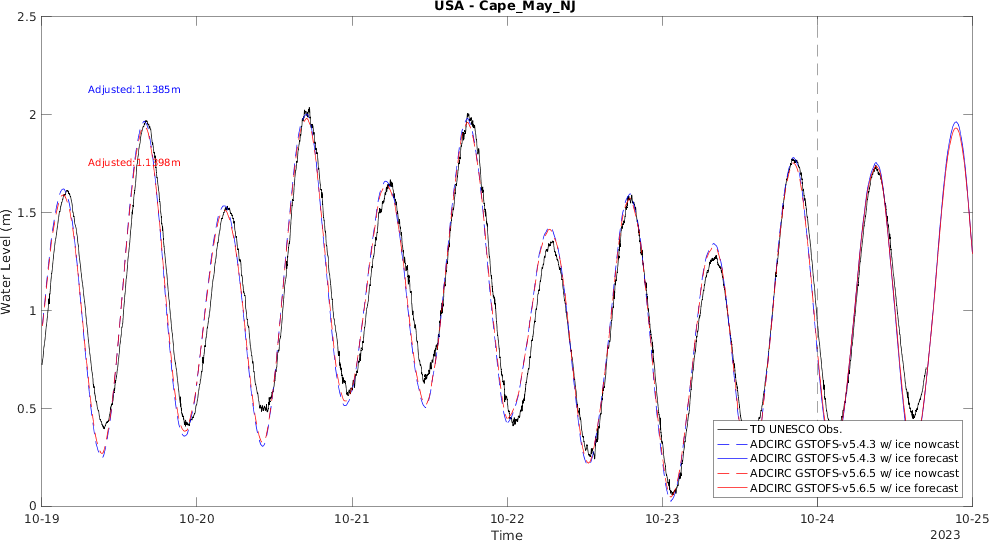 USA - Cape_May_NJ
2.5
2
1.5
1
0.5
0
Water Level (m)
Adjusted:1.1385m
Adjusted:1.1398m
TD UNESCO Obs.
ADCIRC GSTOFS-v5.4.3 w/ ice nowcast
ADCIRC GSTOFS-v5.4.3 w/ ice forecast
ADCIRC GSTOFS-v5.6.5 w/ ice nowcast
ADCIRC GSTOFS-v5.6.5 w/ ice forecast
10-19 10-20 10-21 10-22 10-23 10-24 10-25
Time
2023